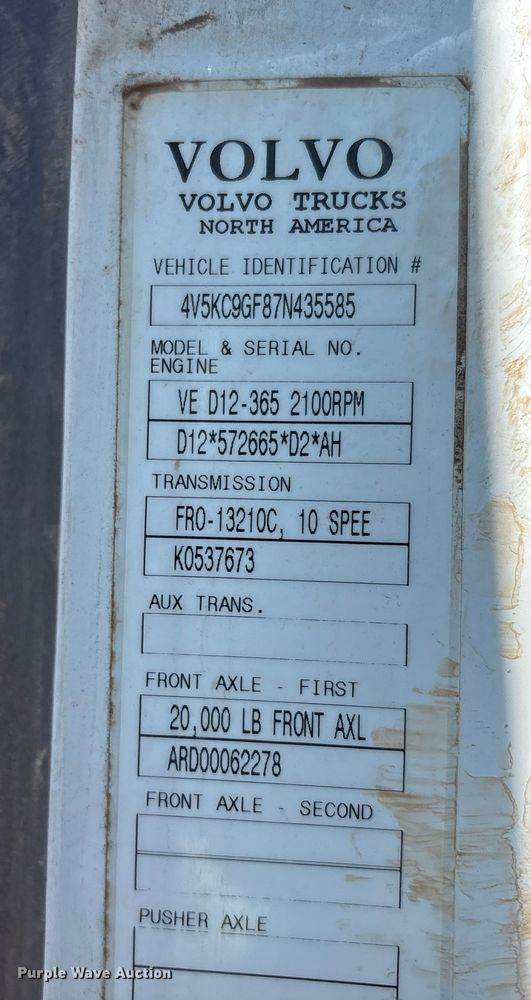 VOLVO
VOLVO TRUCKS
NORTH AMERICA
VEHICLE IDENTIFICATION #
4V5KC9GF87N435585
MODEL & SERIAL NO.
ENGINE
VE D12-365 2100RPM
D12*572665*D2*AH
TRANSMISSION
FRO-13210C, 10 SPEE
K0537673
AUX TRANS.
FRONT AXLE - FIRST
20,000 LB FRONT AXL
ARD00062278
FRONT AXLE - SECOND
PUSHER AXLE
Purple Wave Auction